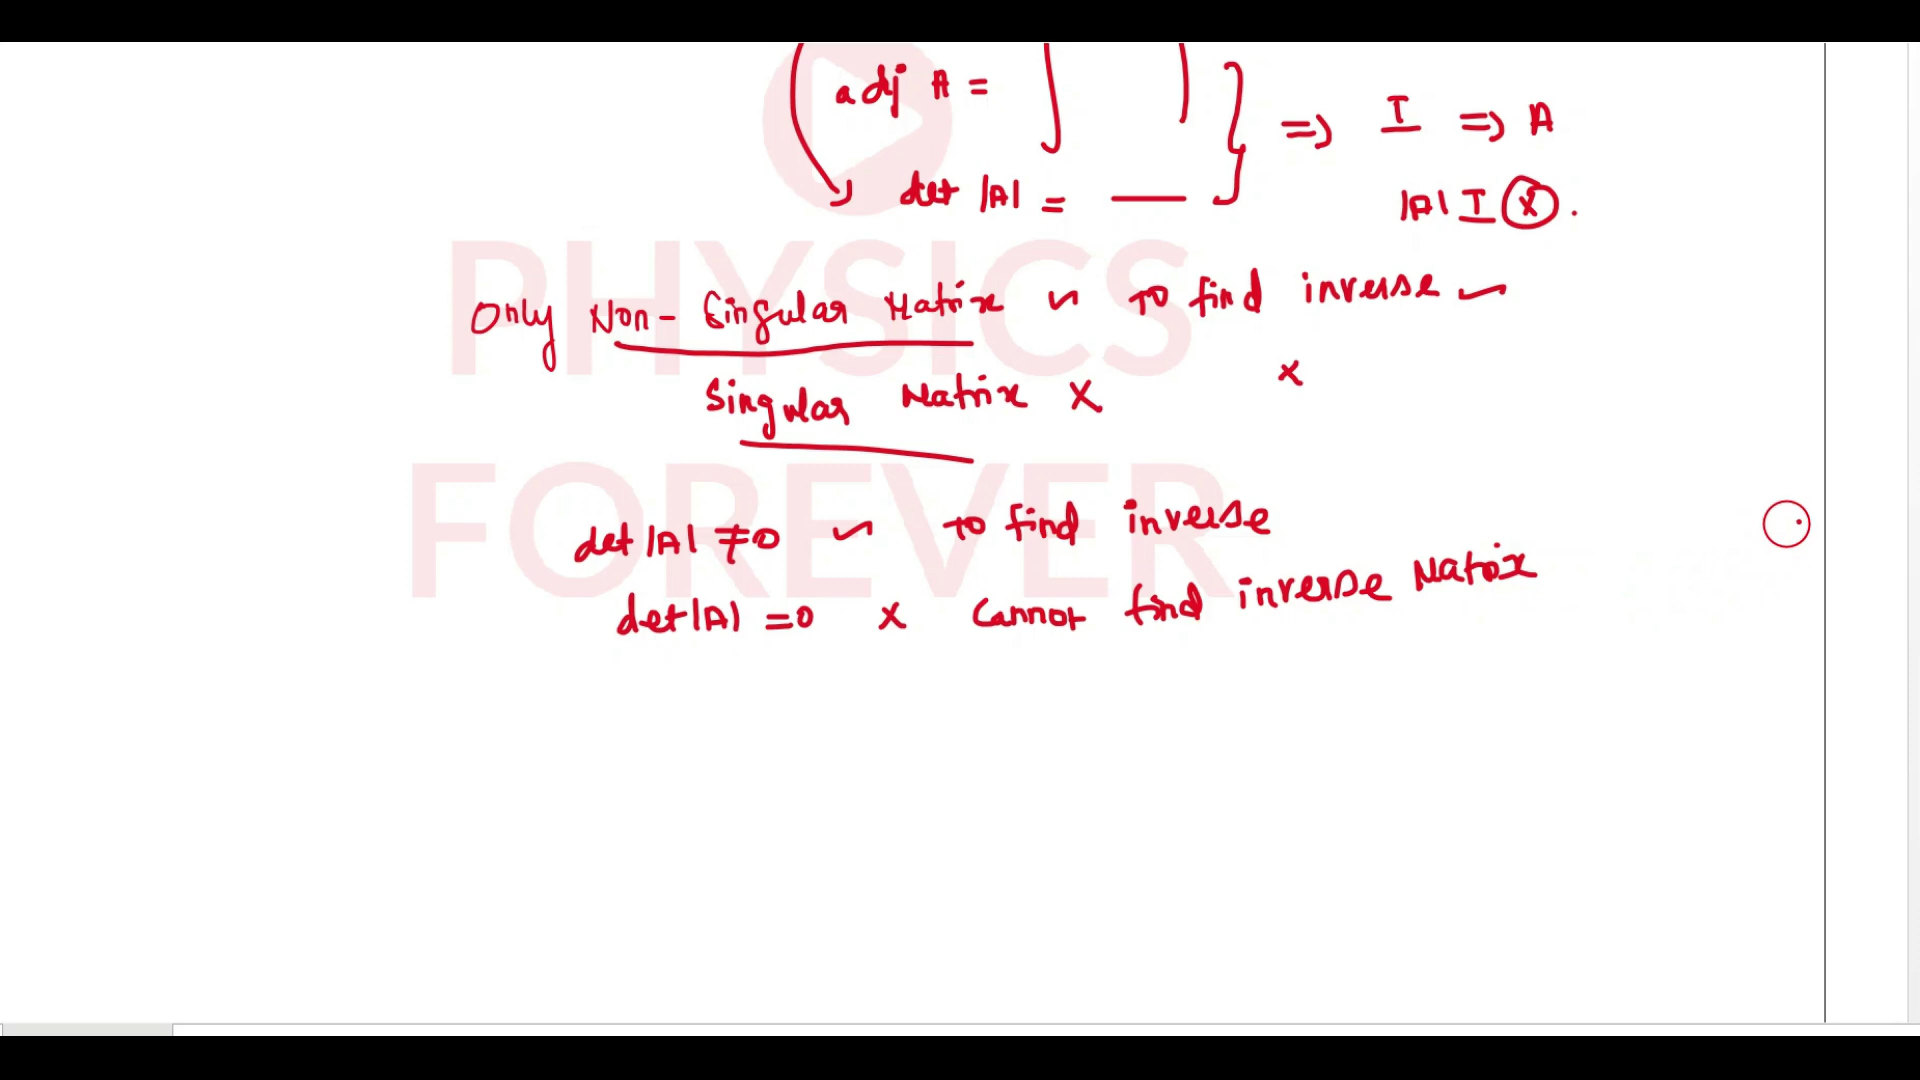 adj A =
=> I => A
det |A| = ___
|A| I X .
Only Non-Singular Matrix ✓ To find inverse ✓
Singular Matrix X X
det |A| ≠0 ✓ To find inverse
det |A| =0 X Cannot find inverse Matrix
PHYSICS
FOREVER